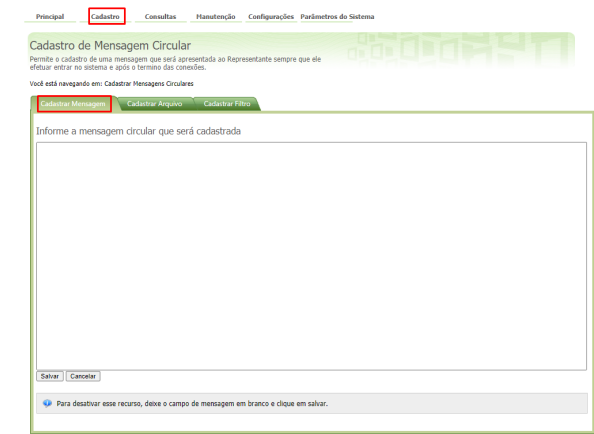 Principal Cadastro Consultas Manutenção Configurações Parâmetros do Sistema
Cadastro de Mensagem Circular
Permite o cadastro de uma mensagem que será apresentada ao Representante sempre que ele
efetuar entrar no sistema e após o termino das conexões.
Você está navegando em: Cadastrar Mensagens Circulares
Cadastrar Mensagem Cadastrar Arquivo Cadastrar Filtro
Informe a mensagem circular que será cadastrada
Salvar Cancelar
Para desativar esse recurso, deixe o campo de mensagem em branco e clique em salvar.